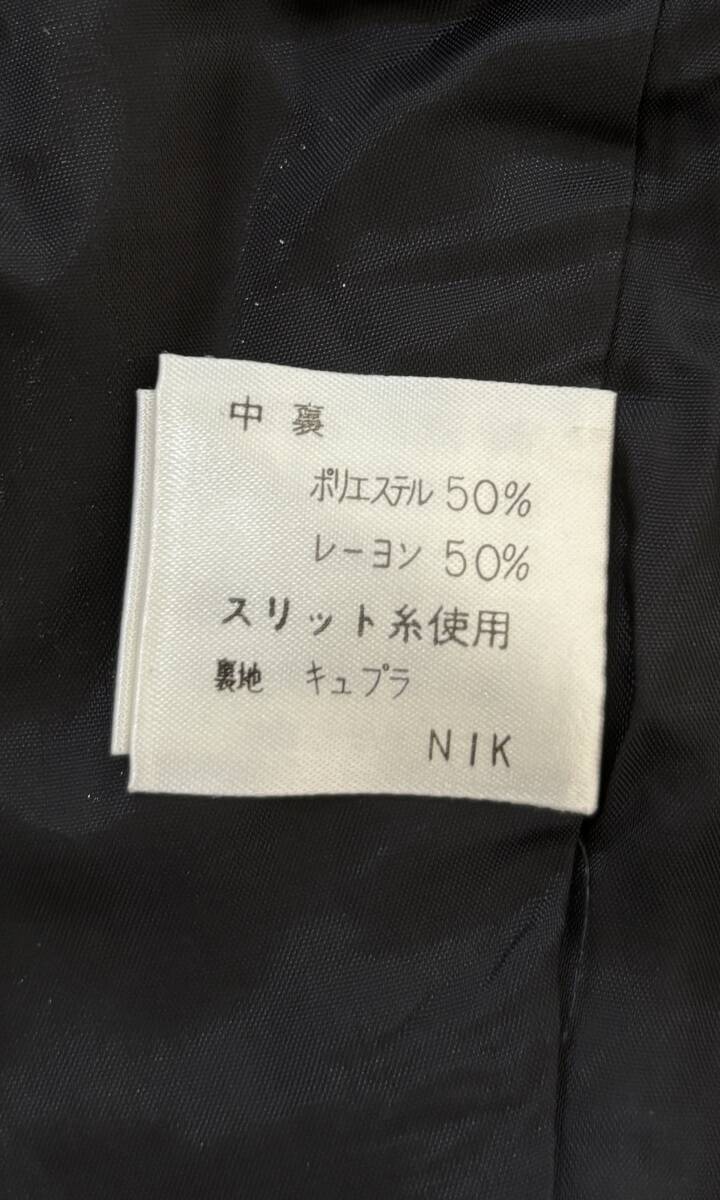 中裏
ポリエステル 50%
レーヨン 50%
スリット糸使用
裏地 キュプラ
NIK